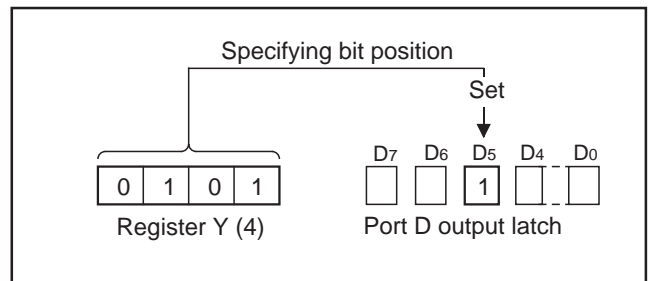 Specifying bit position
Set
D7 D6 D5 D4 D0
0 1 0 1 1
Register Y (4) Port D output latch